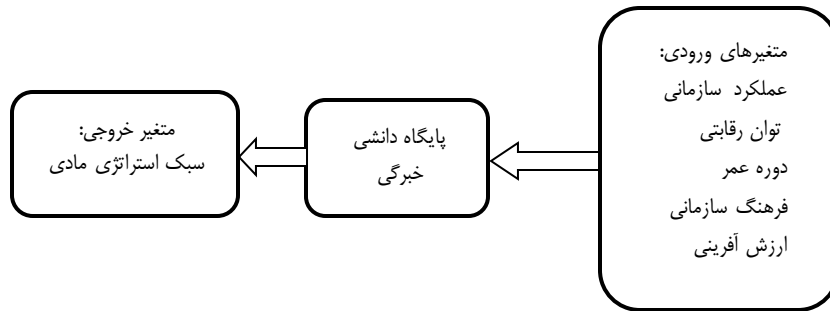 متغیرهای ورودی:
عملکرد سازمانی
توان رقابتی
دوره عمر
فرهنگ سازمانی
ارزش آفرینی
پایگاه دانشی
خبرگی
متغیر خروجی:
سبک استراتژی مادی